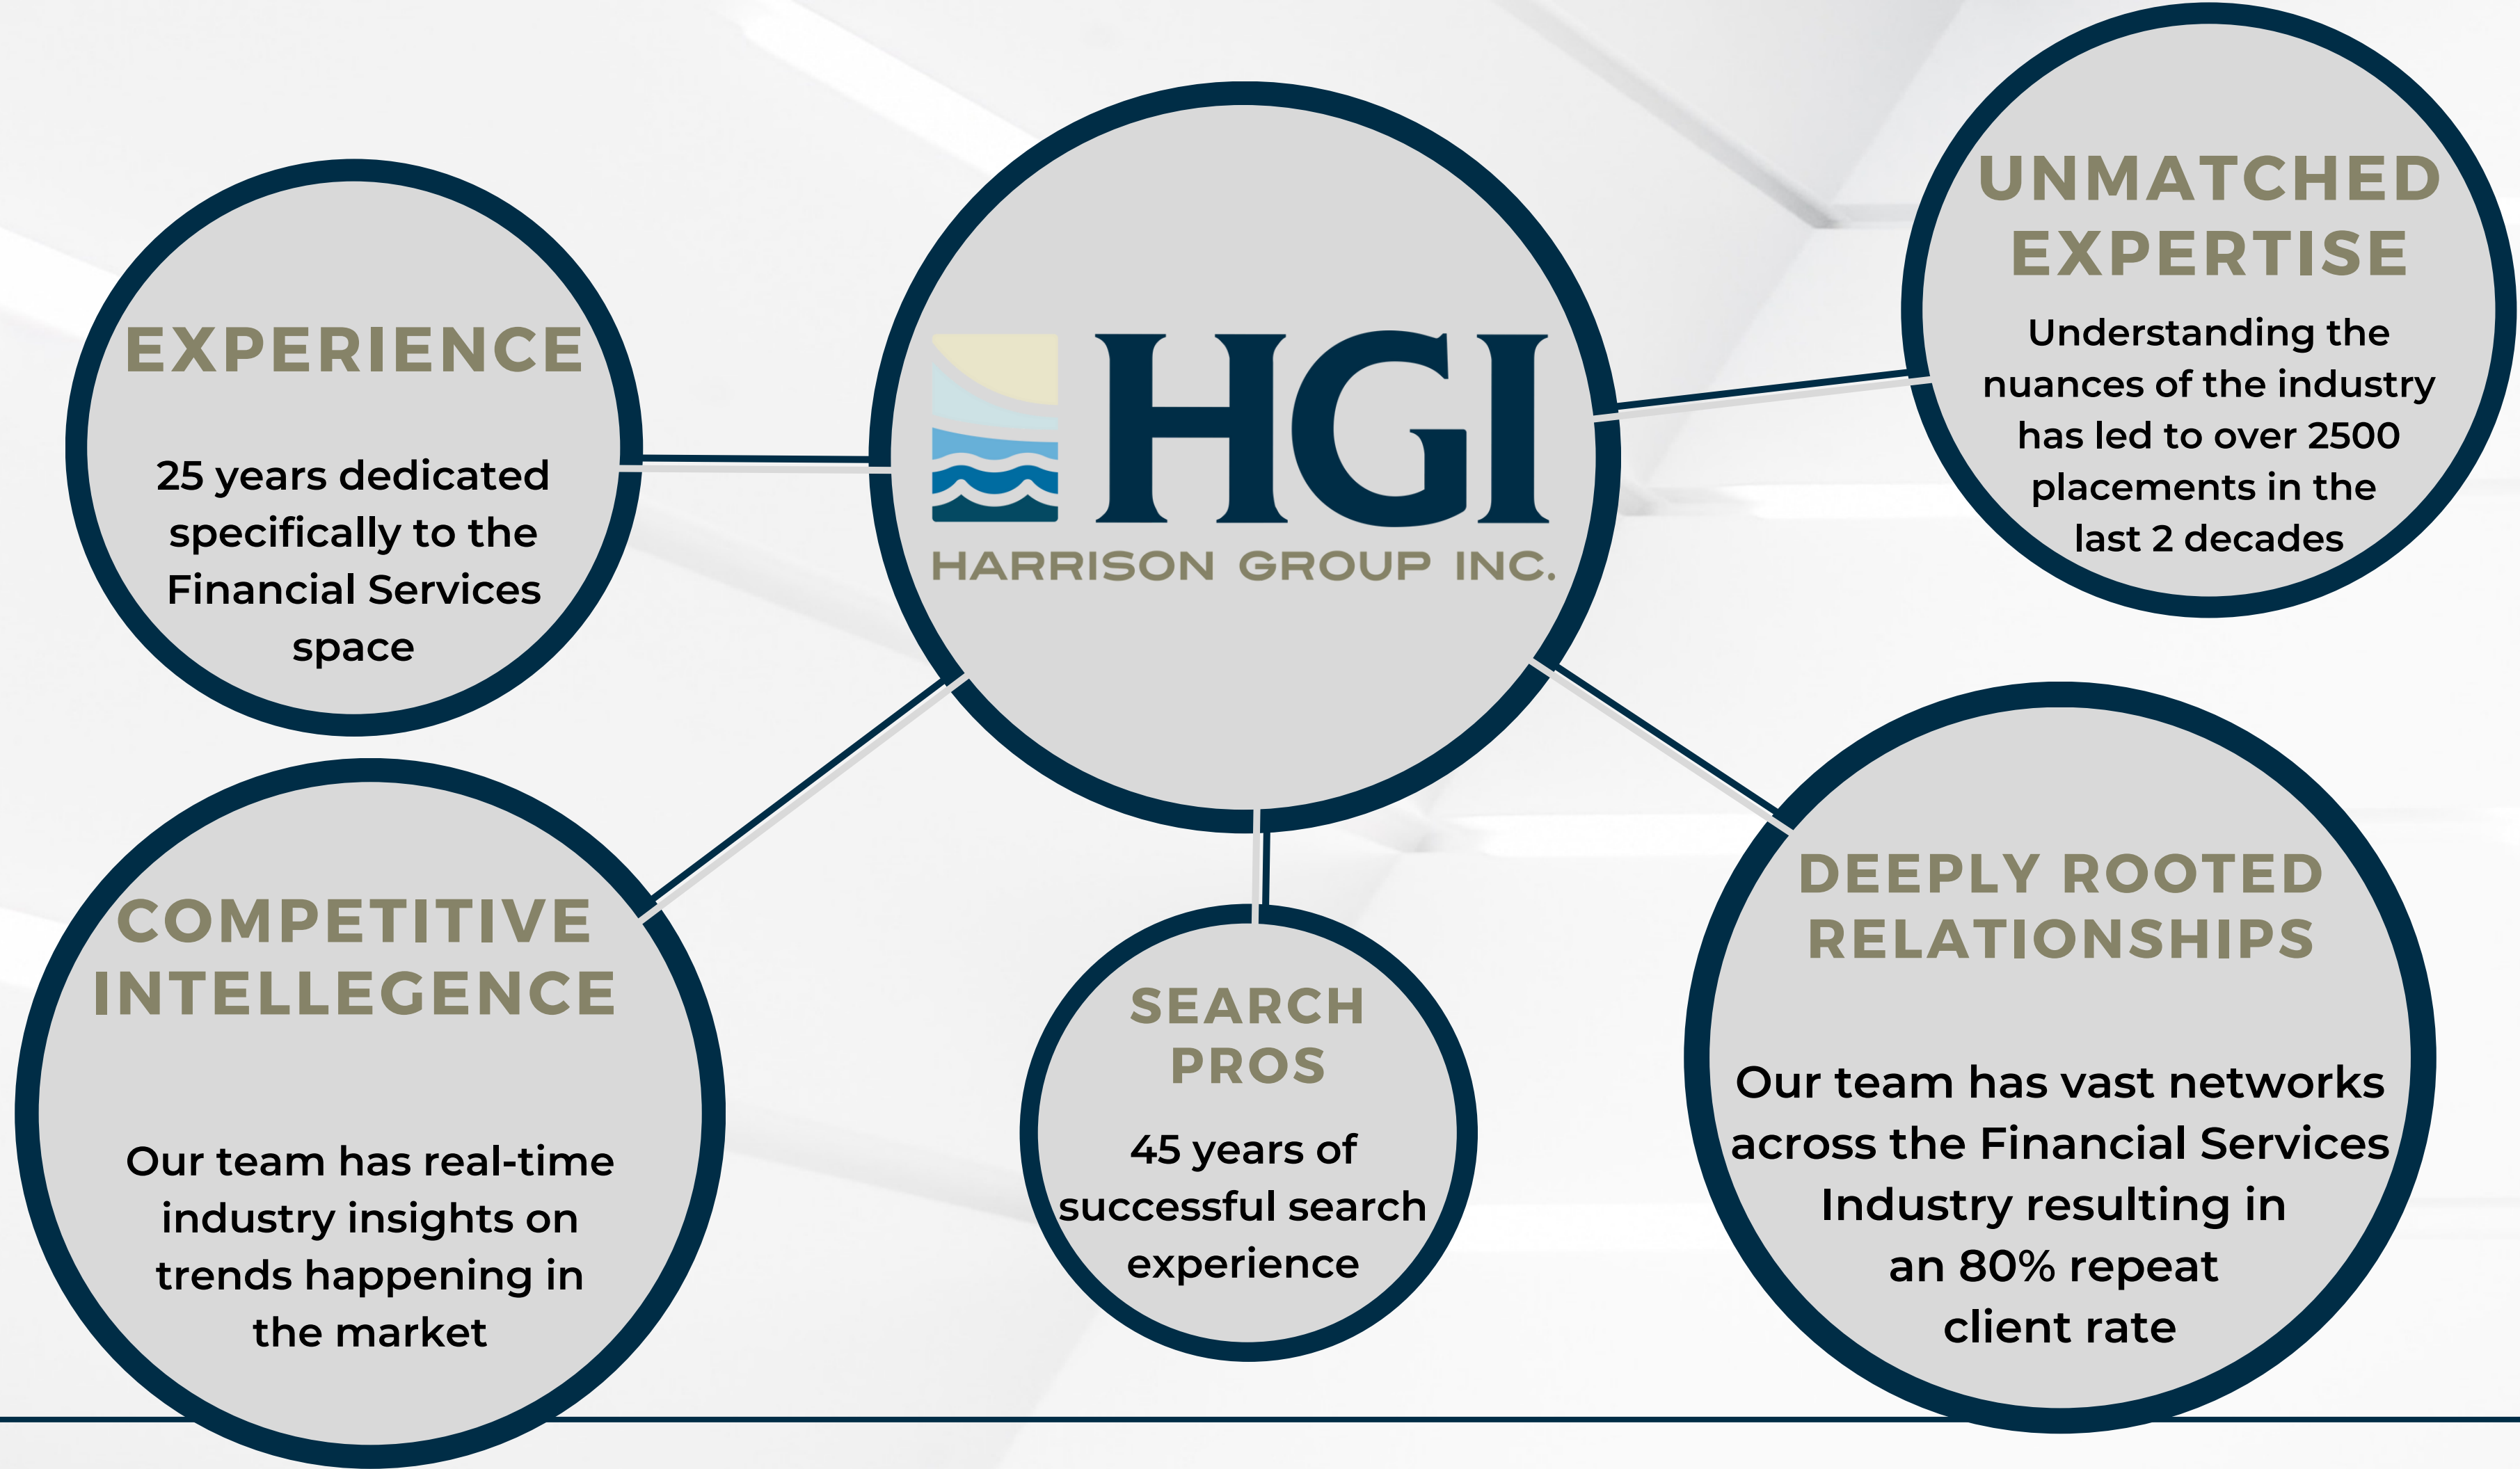 EXPERIENCE
25 years dedicated
specifically to the
Financial Services
space
HGI
HARRISON GROUP INC.
UNMATCHED
EXPERTISE
Understanding the
nuances of the industry
has led to over 2500
placements in the
last 2 decades
COMPETITIVE
INTELLEGENCE
Our team has real-time
industry insights on
trends happening in
the market
SEARCH
PROS
45 years of
successful search
experience
DEEPLY ROOTED
RELATIONSHIPS
Our team has vast networks
across the Financial Services
Industry resulting in
an 80% repeat
client rate